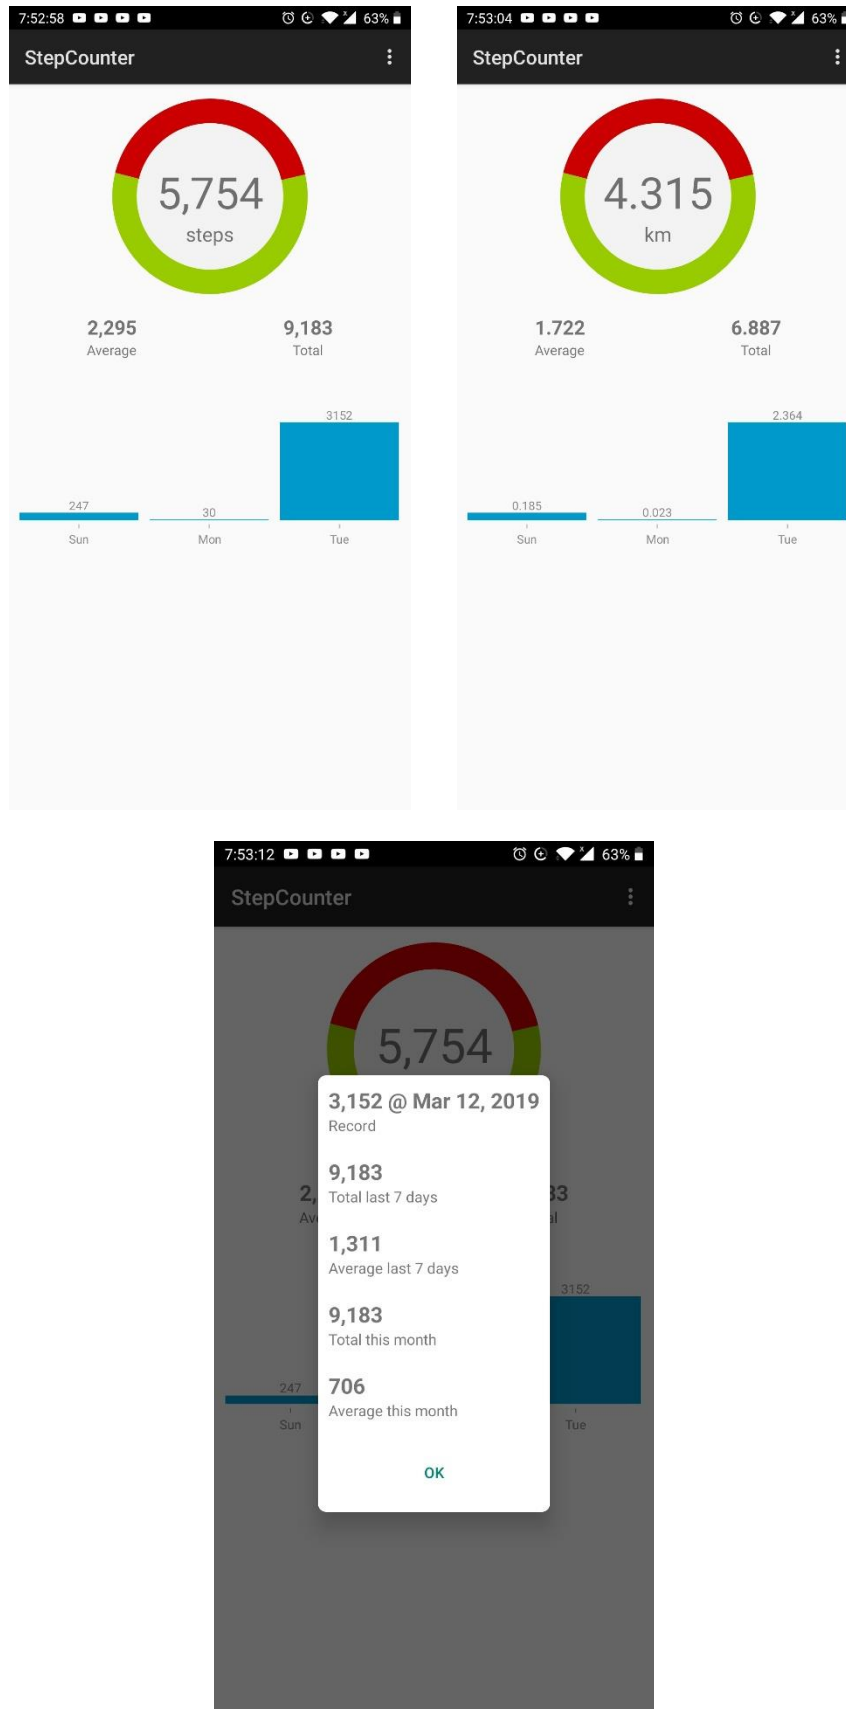 7:52:58
63%
StepCounter
5,754
steps
2,295
9,183
Average
Total
3152
247
30
Sun
Mon
Tue
7:53:04
63%
StepCounter
4.315
km
1.722
6.887
Average
Total
2.364
0.185
0.023
Sun
Mon
Tue
7:53:12
63%
StepCounter
5,754
3,152 @ Mar 12, 2019
Record
9,183
Total last 7 days
1,311
Average last 7 days
9,183
Total this month
706
Average this month
OK
2,
Av
33
al
3152
247
Sun
Tue